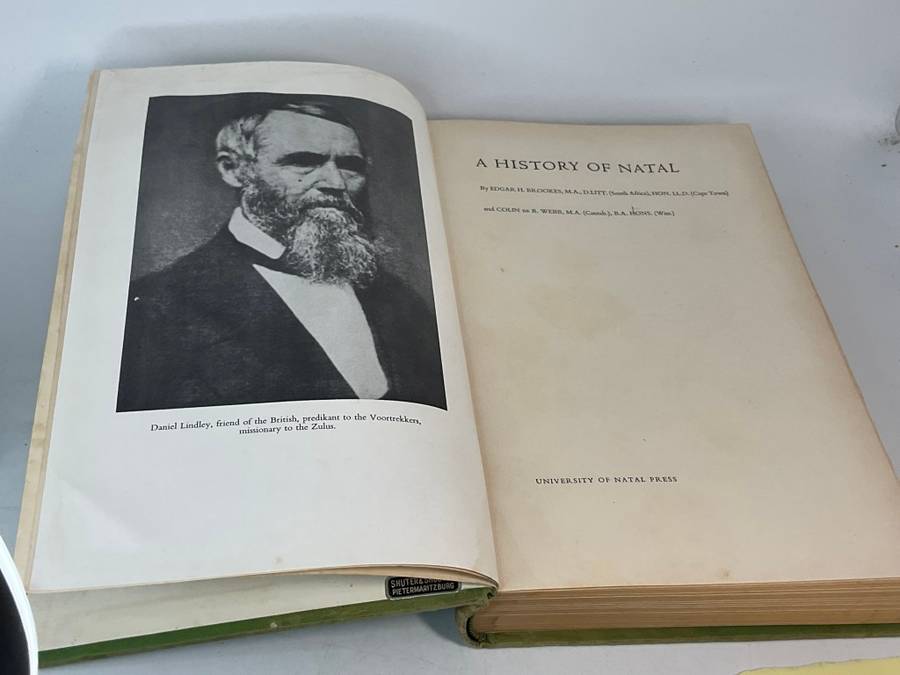 Daniel Lindley, friend of the British, predikant to the Voortrekkers,
missionary to the Zulus.
A HISTORY OF NATAL
By EDGAR H. BROOKES, M.A., D.LITT. (South Africa), HON. LL.D. (Cape Town)
and COLIN DE B. WEBB, M.A. (Cantab.), B.A. HONS. (Wits.)
UNIVERSITY OF NATAL PRESS
SHUTER &
PIETERMARITZBURG